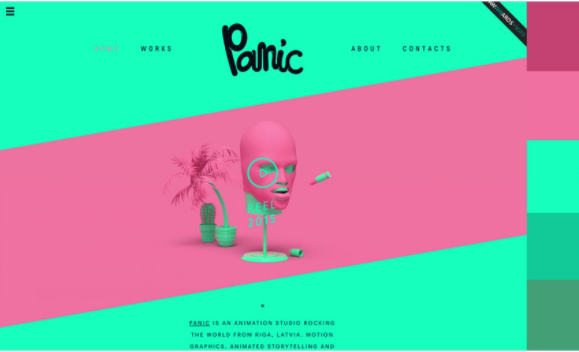 HOME WORKS Panic ABOUT CONTACTS
REEL
2015
PANIC IS AN ANIMATION STUDIO ROCKING
THE WORLD FROM RIGA, LATVIA. MOTION
GRAPHICS, ANIMATED STORYTELLING AND